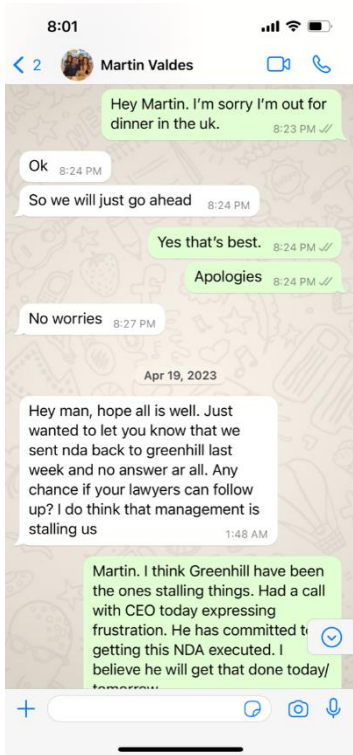 8:01
2
Martin Valdes
Hey Martin. I'm sorry I'm out for
dinner in the uk.
8:23 PM
Ok 8:24 PM
So we will just go ahead 8:24 PM
Yes that's best. 8:24 PM
Apologies 8:24 PM
No worries 8:27 PM
Apr 19, 2023
Hey man, hope all is well. Just
wanted to let you know that we
sent nda back to greenhill last
week and no answer ar all. Any
chance if your lawyers can follow
up? I do think that management is
stalling us
1:48 AM
Martin. I think Greenhill have been
the ones stalling things. Had a call
with CEO today expressing
frustration. He has committed
getting this NDA executed. I
believe he will get that done today/
tomorrow